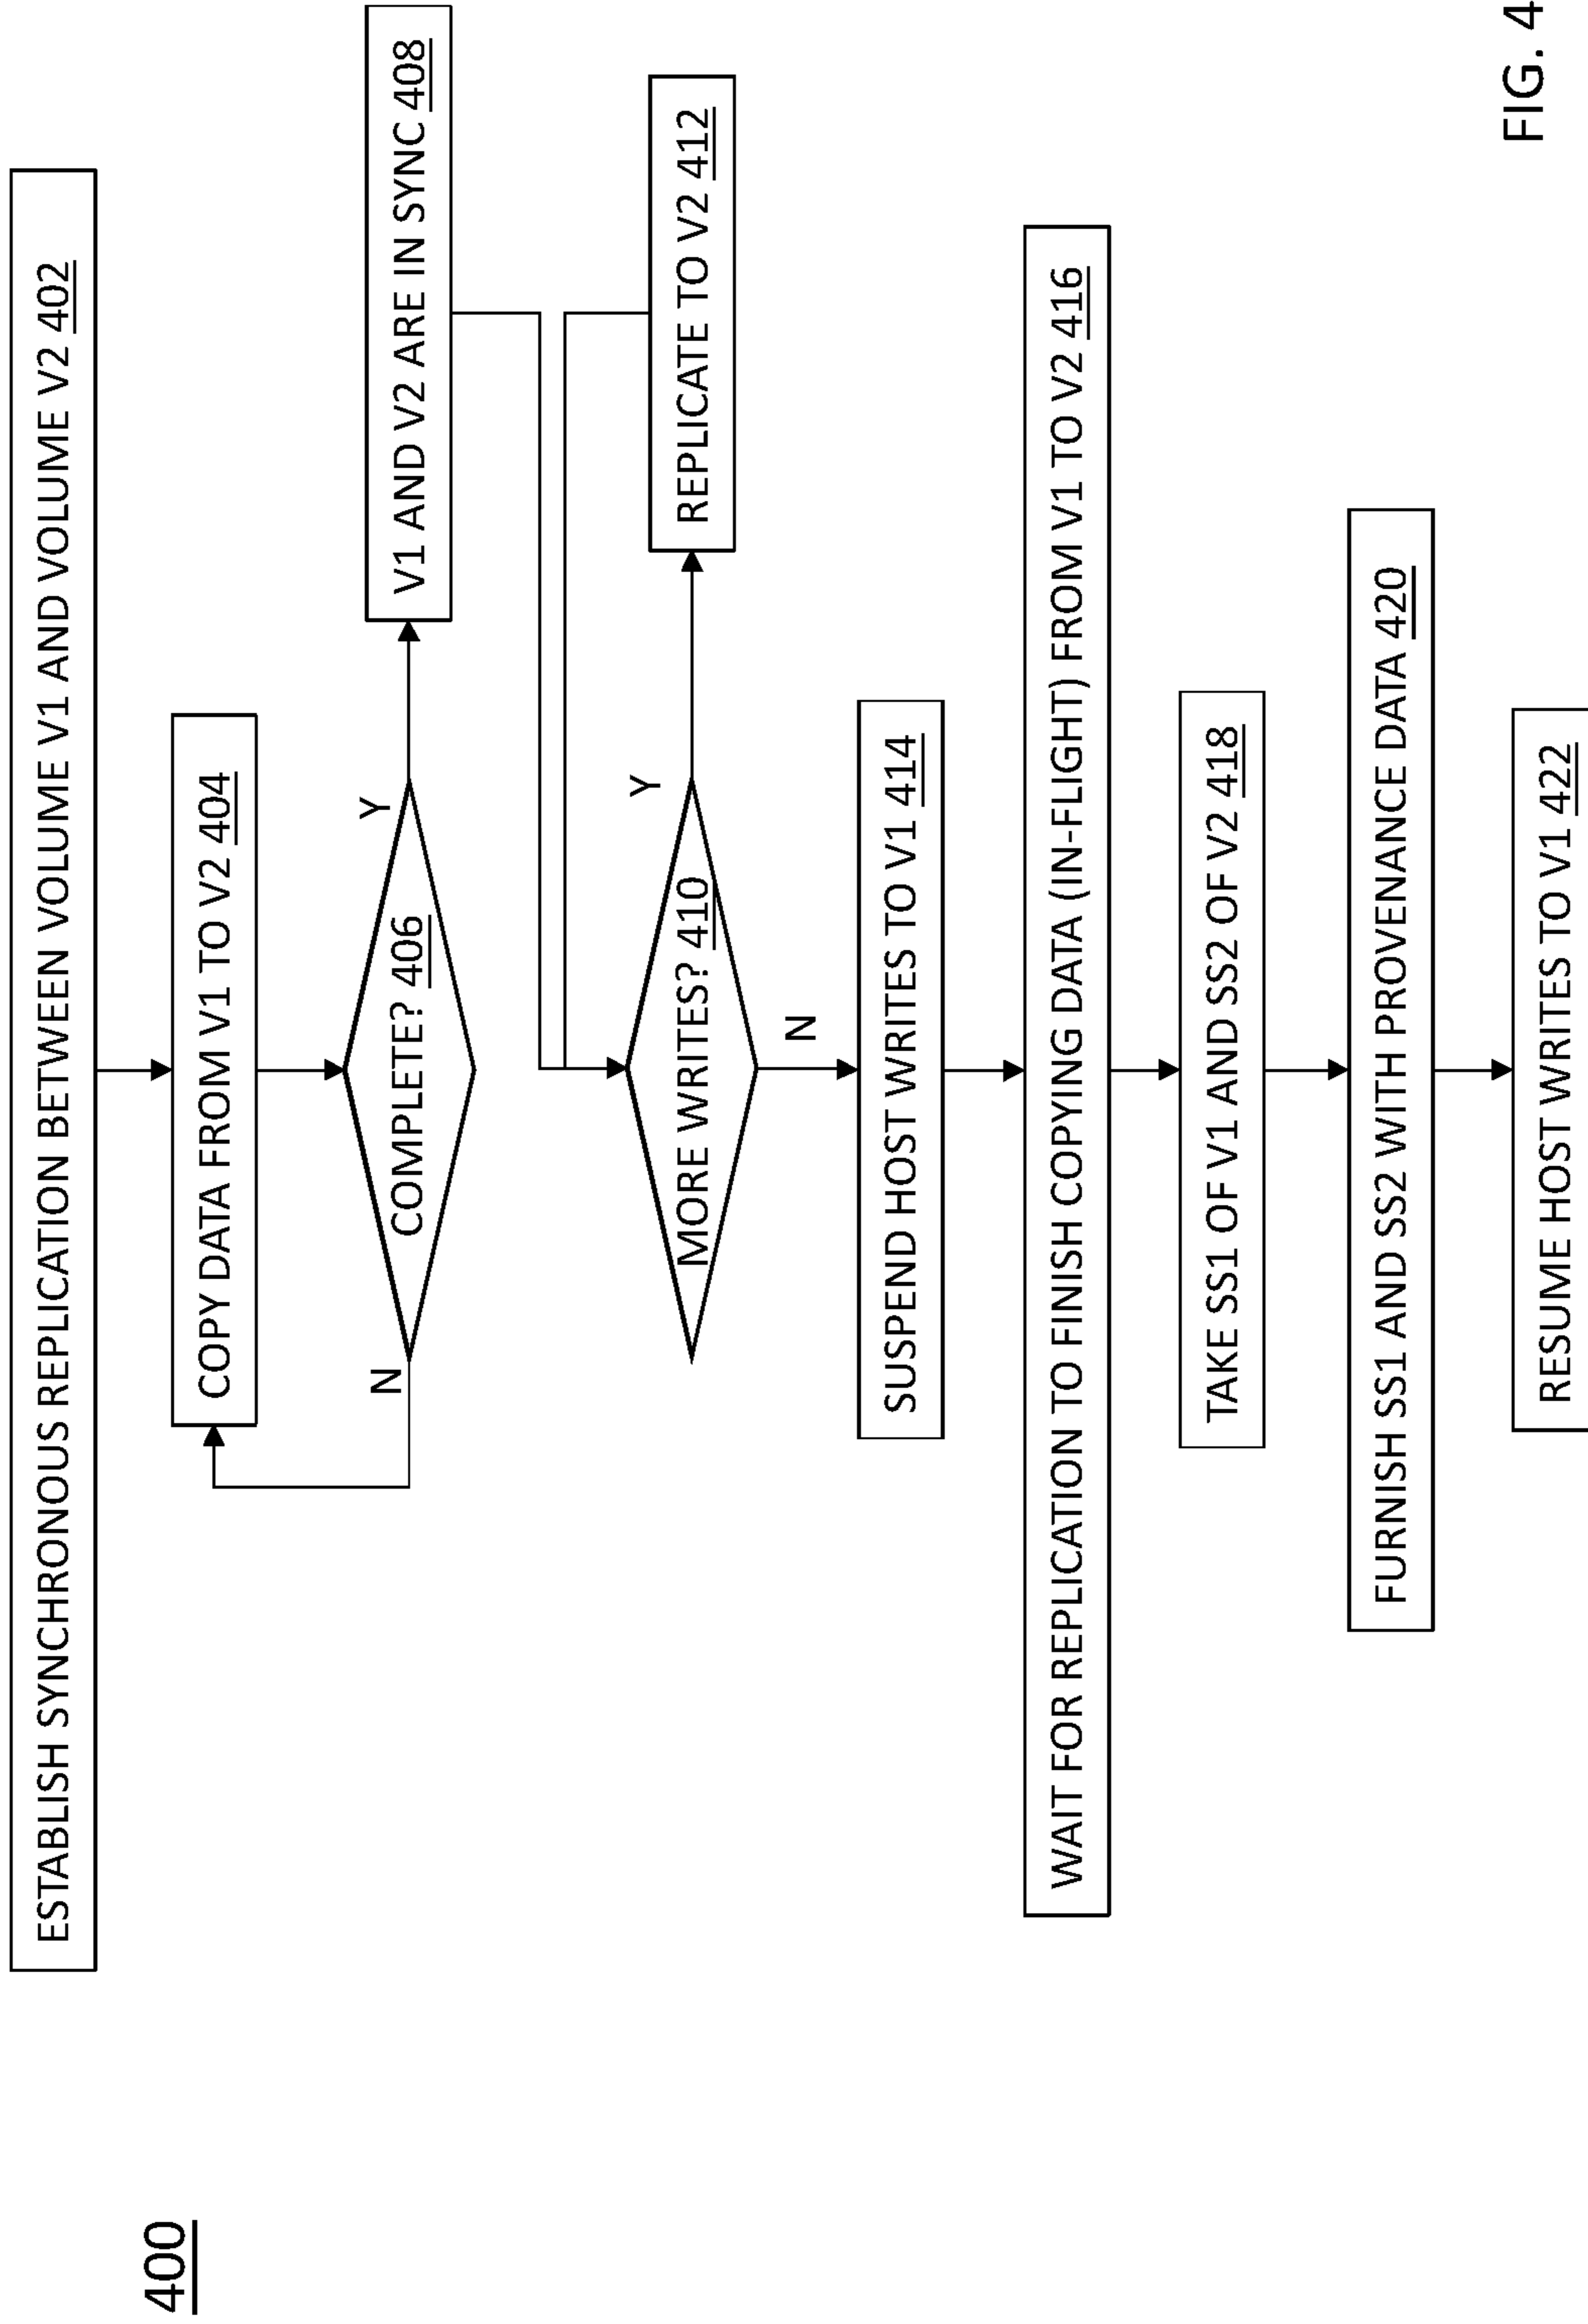 400
ESTABLISH SYNCHRONOUS REPLICATION BETWEEN VOLUME V1 AND VOLUME V2 402
COPY DATA FROM V1 TO V2 404
COMPLETE? 406
N
Y
V1 AND V2 ARE IN SYNC 408
MORE WRITES? 410
Y
REPLICATE TO V2 412
N
SUSPEND HOST WRITES TO V1 414
WAIT FOR REPLICATION TO FINISH COPYING DATA (IN-FLIGHT) FROM V1 TO V2 416
TAKE SS1 OF V1 AND SS2 OF V2 418
FURNISH SS1 AND SS2 WITH PROVENANCE DATA 420
RESUME HOST WRITES TO V1 422
FIG. 4